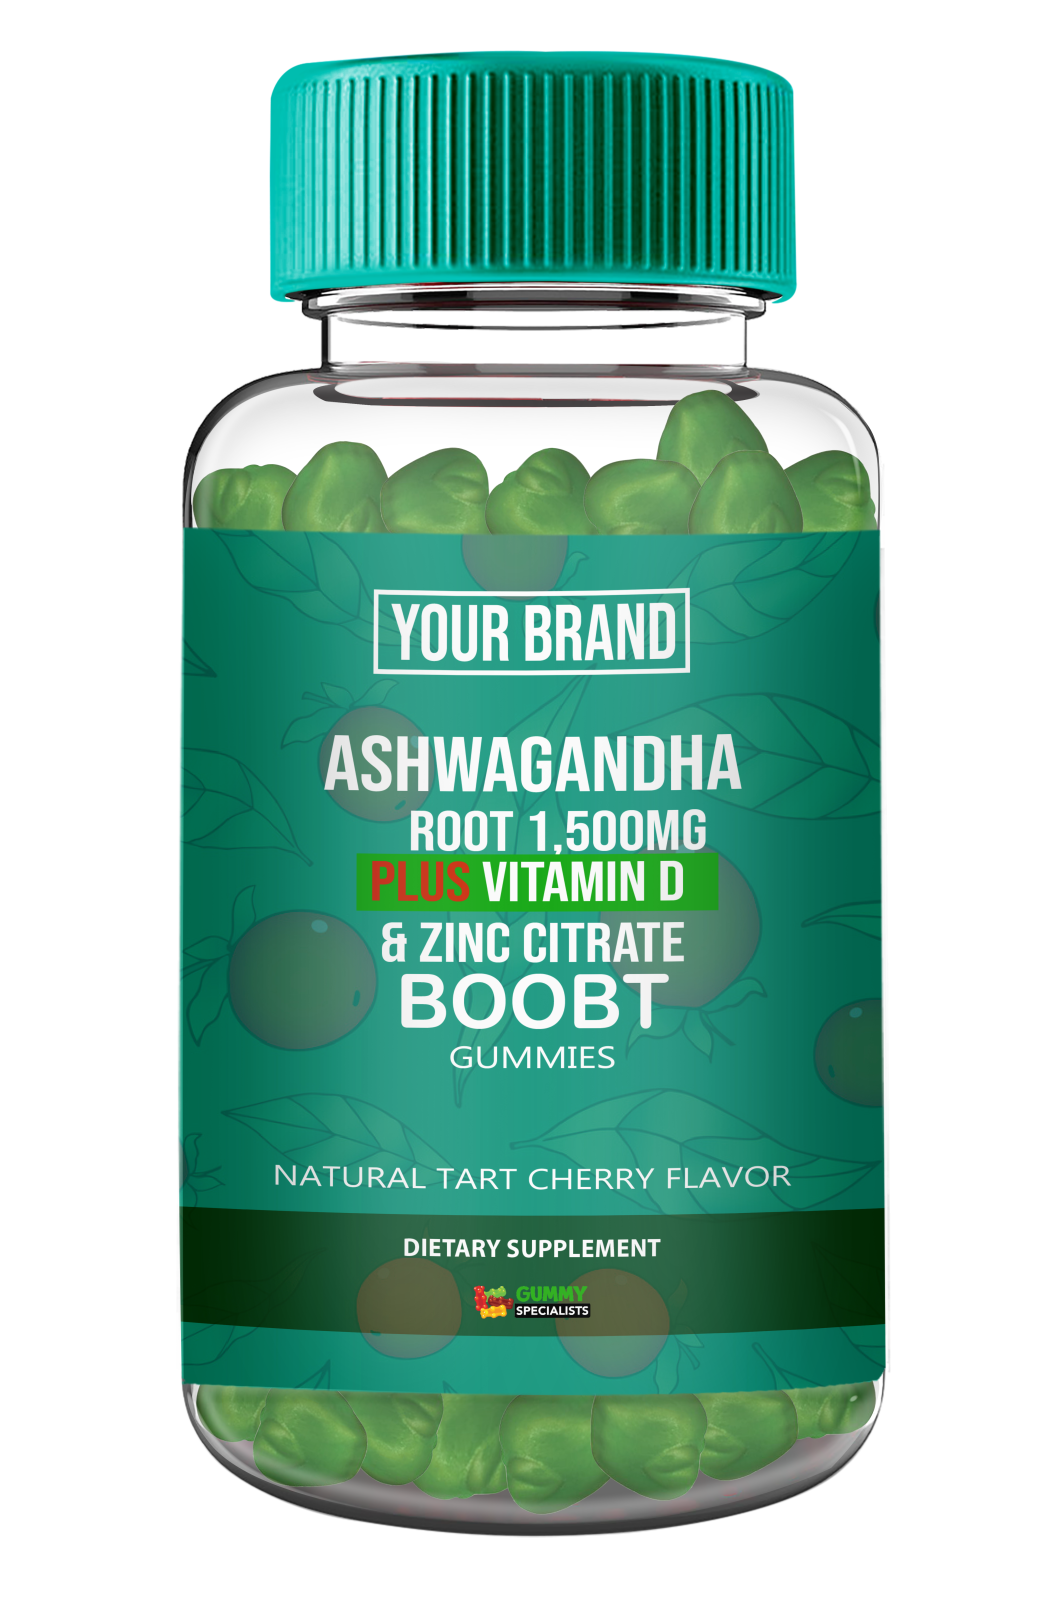 YOUR BRAND
ASHWAGANDHA
ROOT 1,500MG
PLUS VITAMIN D
& ZINC CITRATE
BOOBT
GUMMIES
NATURAL TART CHERRY FLAVOR
DIETARY SUPPLEMENT
GUMMY
SPECIALISTS